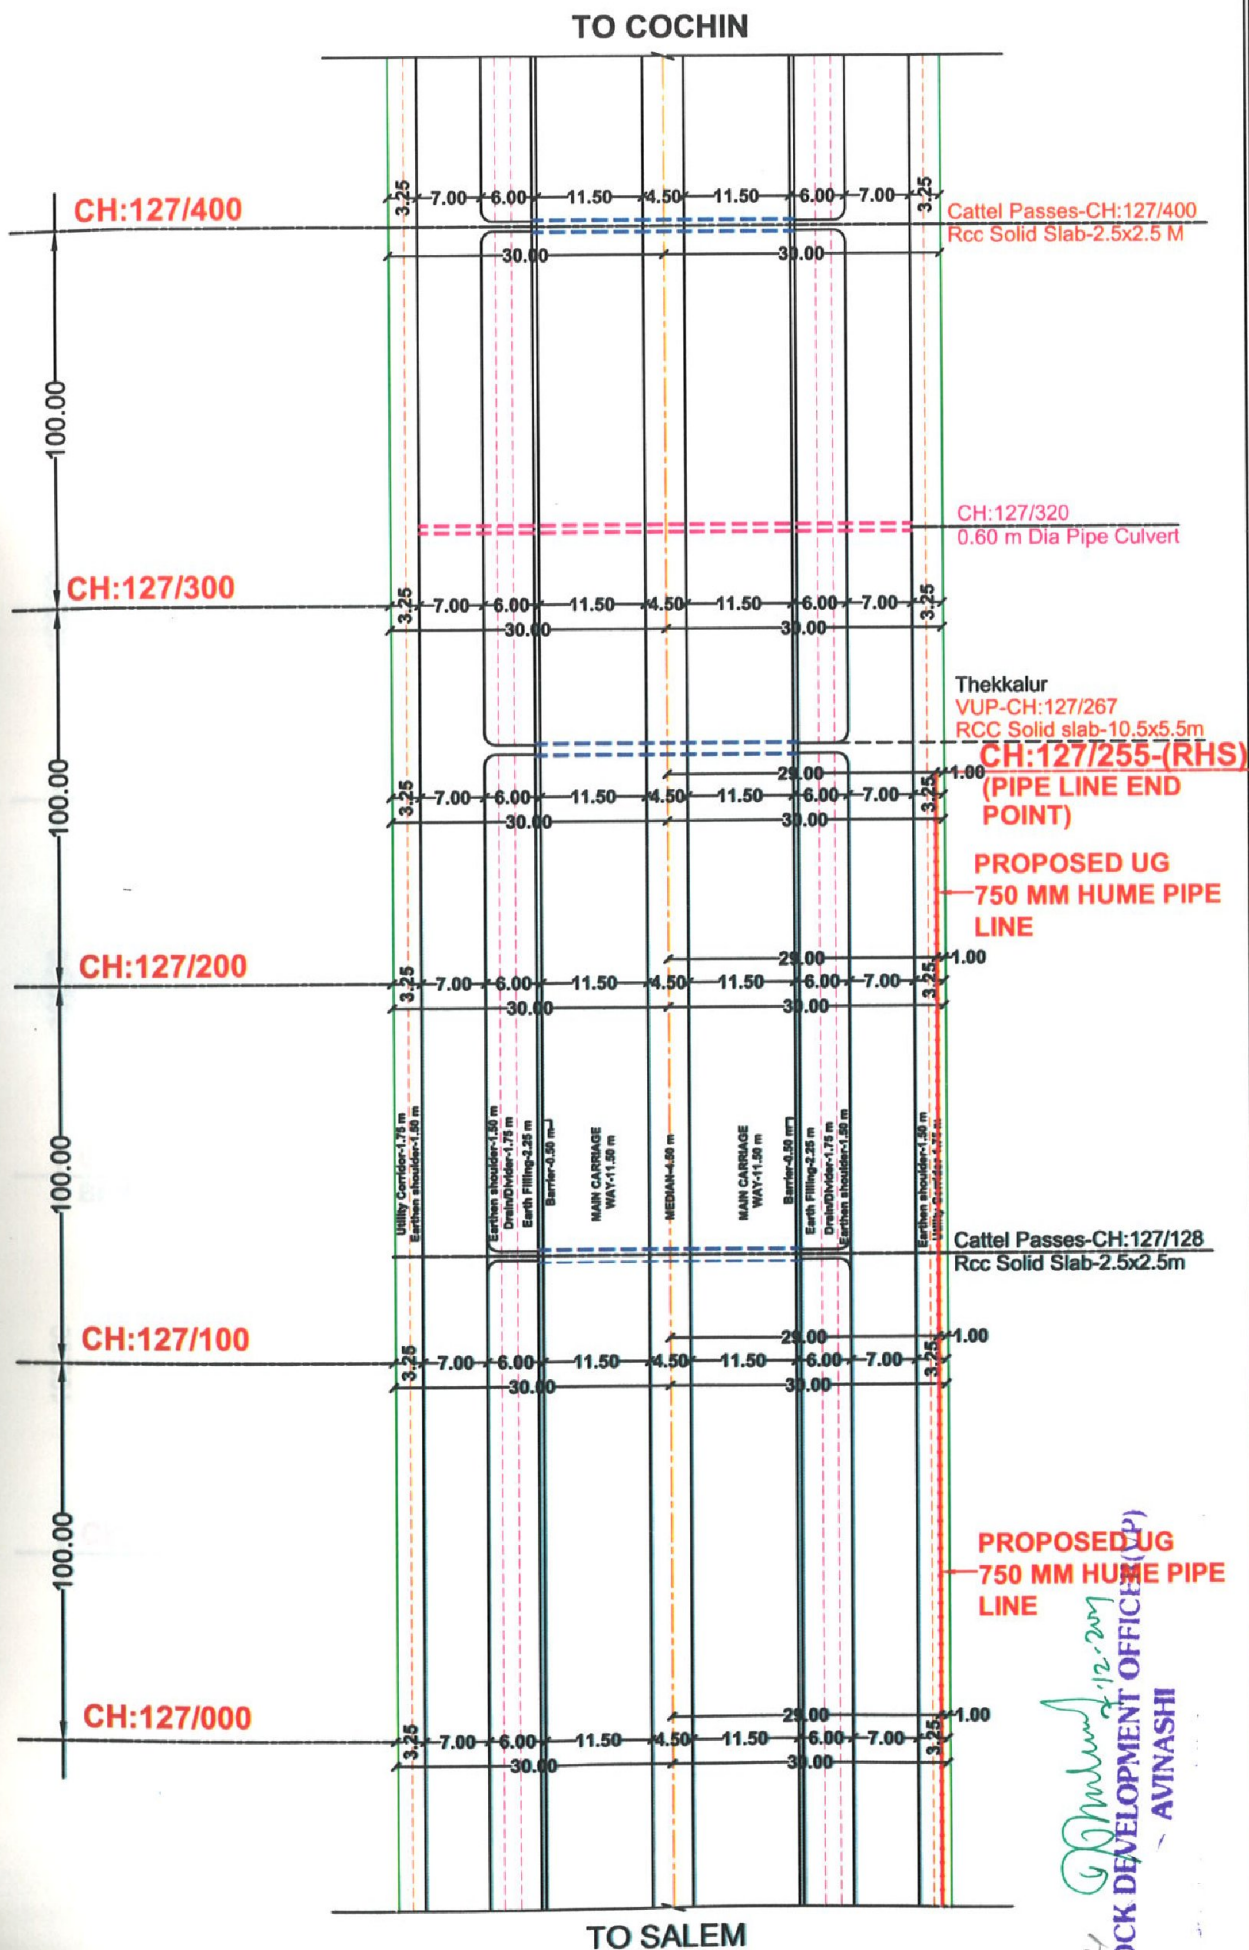 TO COCHIN
3.25 7.00 6.00 11.50 4.50 11.50 6.00 7.00 3.25
CH:127/400
Cattel Passes-CH:127/400
Rcc Solid Slab-2.5x2.5 M
30.00 30.00
100.00
CH:127/320
0.60 m Dia Pipe Culvert
CH:127/300
3.25 7.00 6.00 11.50 4.50 11.50 6.00 7.00 3.25
30.00 30.00
Thekkalur
VUP-CH:127/267
RCC Solid slab-10.5x5.5m
CH:127/255-(RHS)
(PIPE LINE END
POINT)
29.00 1.00
100.00
3.25 7.00 6.00 11.50 4.50 11.50 6.00 7.00 3.25
30.00 30.00
PROPOSED UG
750 MM HUME PIPE
LINE
29.00 1.00
CH:127/200
3.25 7.00 6.00 11.50 4.50 11.50 6.00 7.00 3.25
30.00 30.00
100.00
Utility Corridor-1.75 m
Earthen shoulder-1.50 m
Earthen shoulder-1.50 m
Drain/Divider-1.75 m
Earth Filling-2.25 m
Barrier-0.50 m
MAIN CARRIAGE
WAY-11.50 m
MEDIAN-4.50 m
MAIN CARRIAGE
WAY-11.50 m
Barrier-0.50 m
Earth Filling-2.25 m
Drain/Divider-1.75 m
Earthen shoulder-1.50 m
Earthen shoulder-1.50 m
Utility Corridor-1.75 m
Cattel Passes-CH:127/128
Rcc Solid Slab-2.5x2.5m
29.00 1.00
CH:127/100
3.25 7.00 6.00 11.50 4.50 11.50 6.00 7.00 3.25
30.00 30.00
100.00
PROPOSED UG
750 MM HUME PIPE
LINE
29.00 1.00
CH:127/000
3.25 7.00 6.00 11.50 4.50 11.50 6.00 7.00 3.25
30.00 30.00
OCK DEVELOPMENT OFFICER(VP)
AVINASHI
TO SALEM